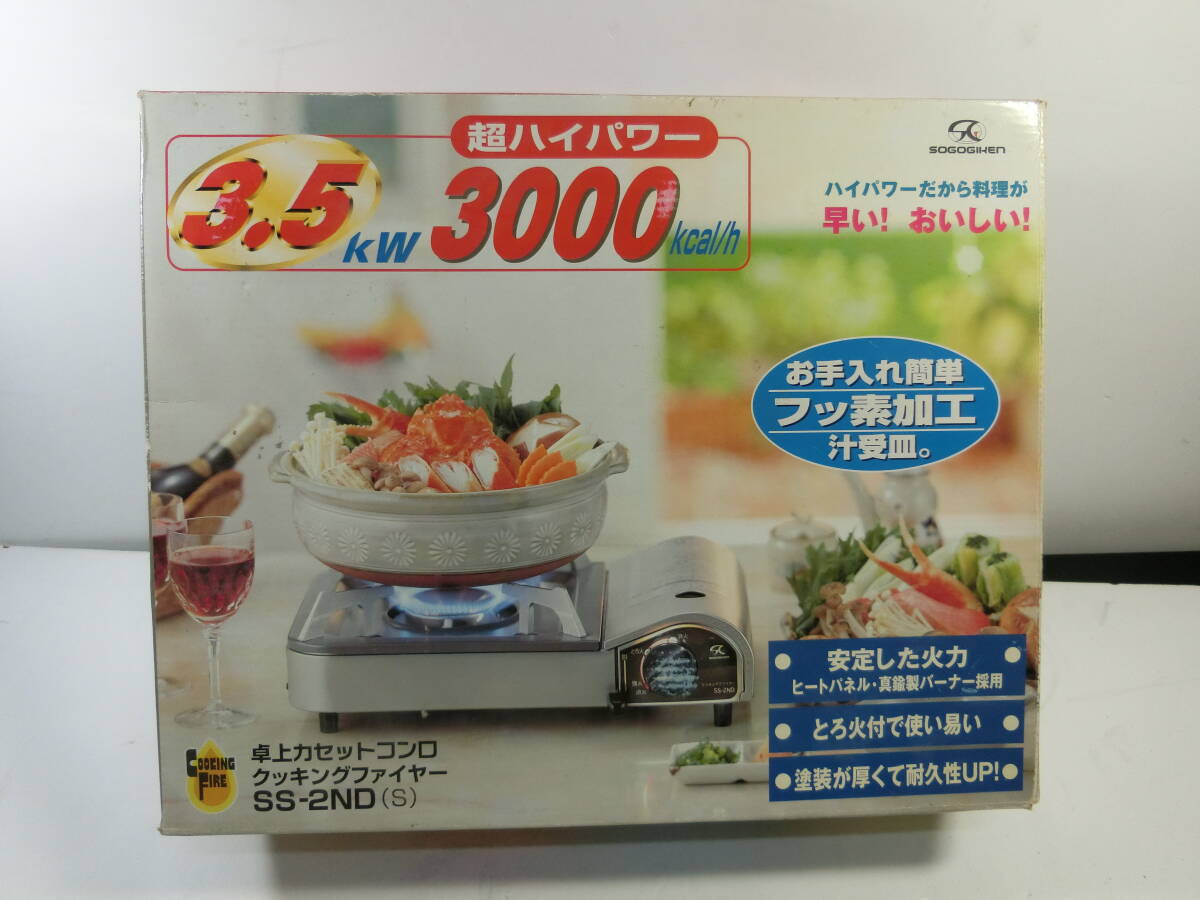 超ハイパワー
3.5kW 3000kcal/h
SOGOGIKEN
ハイパワーだから料理が
早い! おいしい!
お手入れ簡単
フッ素加工
汁受皿。
安定した火力
ヒートパネル・真鍮製バーナー採用
とろ火付で使い易い
塗装が厚くて耐久性UP!
SS-2ND
COOKING
FIRE
卓上カセットコンロ
クッキングファイヤー
SS-2ND(S)